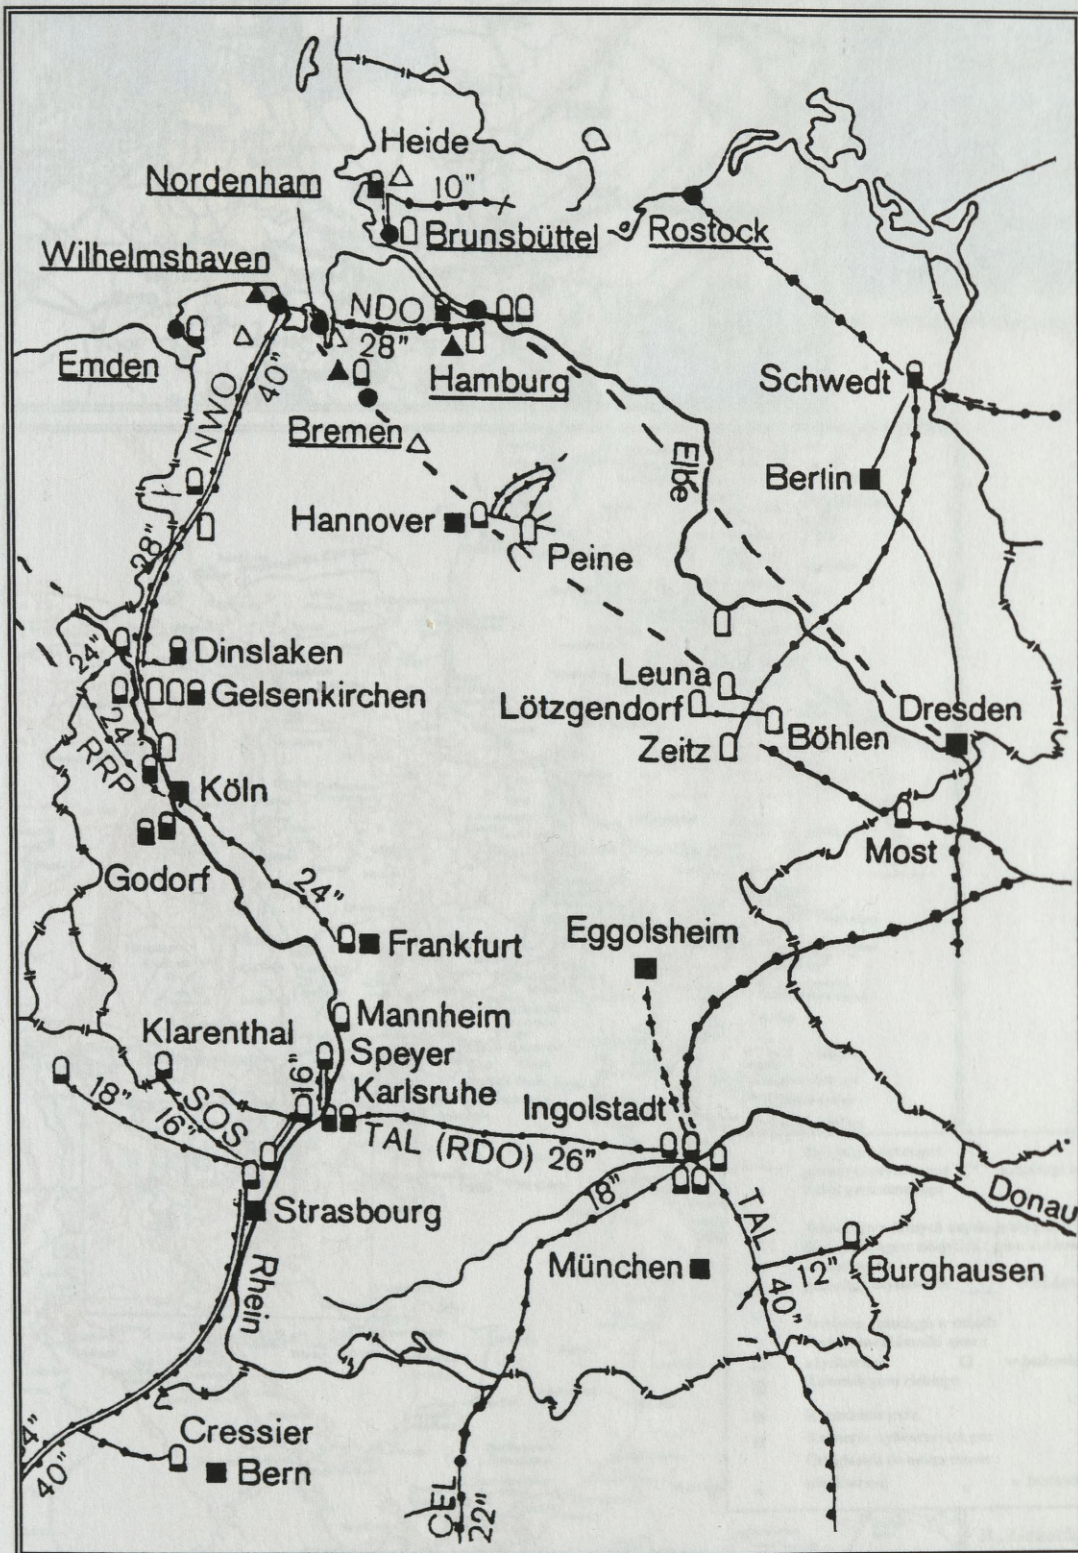 Heide
Nordenham
10"
Brunsbüttel
Rostock
Wilhelmshaven
NDO
28"
Emden
Hamburg
Schwedt
NWO
40"
Bremen
Elbe
Berlin
Hannover
Peine
28"
24"
Dinslaken
Gelsenkirchen
Leuna
Lötzgendorf
Zeitz
Böhlen
Dresden
24"
RRP
Köln
Most
Godorf
24"
Frankfurt
Eggolsheim
Mannheim
Klarenthal
Speyer
16"
Karlsruhe
18"
SOS
16"
Ingolstadt
TAL (RDO) 26"
18"
Donau
Strasbourg
TAL
München
12"
Burghausen
40"
Rhein
Cressier
Bern
40"
CEL
22"